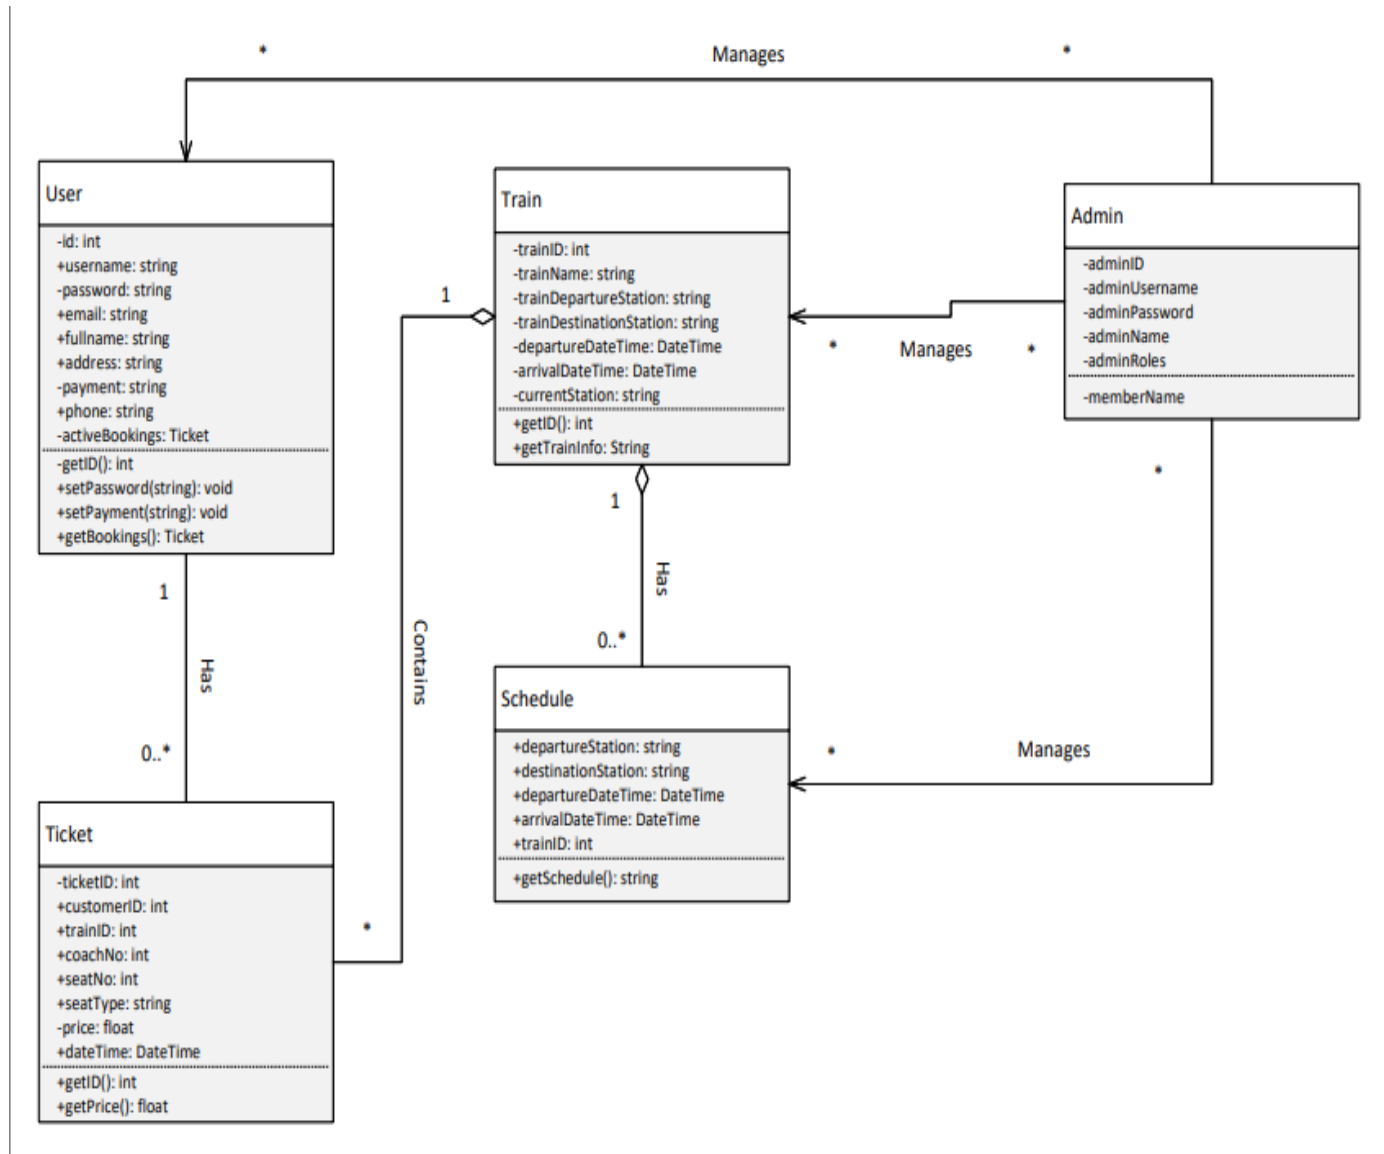 *
Manages
*
User
-id: int
+username: string
-password: string
+email: string
+fullname: string
+address: string
-payment: string
+phone: string
-activeBookings: Ticket
-getID(): int
+setPassword(string): void
+setPayment(string): void
+getBookings(): Ticket
Train
-trainID: int
-trainName: string
-trainDepartureStation: string
-trainDestinationStation: string
-departureDateTime: DateTime
-arrivalDateTime: DateTime
-currentStation: string
+getID(): int
+getTrainInfo: String
Admin
-adminID
-adminUsername
-adminPassword
-adminName
-adminRoles
-memberName
1
*
Manages
*
1
Has
0..*
1
Has
0..*
Contains
*
*
Manages
*
Schedule
+departureStation: string
+destinationStation: string
+departureDateTime: DateTime
+arrivalDateTime: DateTime
+trainID: int
+getSchedule(): string
Ticket
-ticketID: int
+customerID: int
+trainID: int
+coachNo: int
+seatNo: int
+seatType: string
-price: float
+dateTime: DateTime
+getID(): int
+getPrice(): float